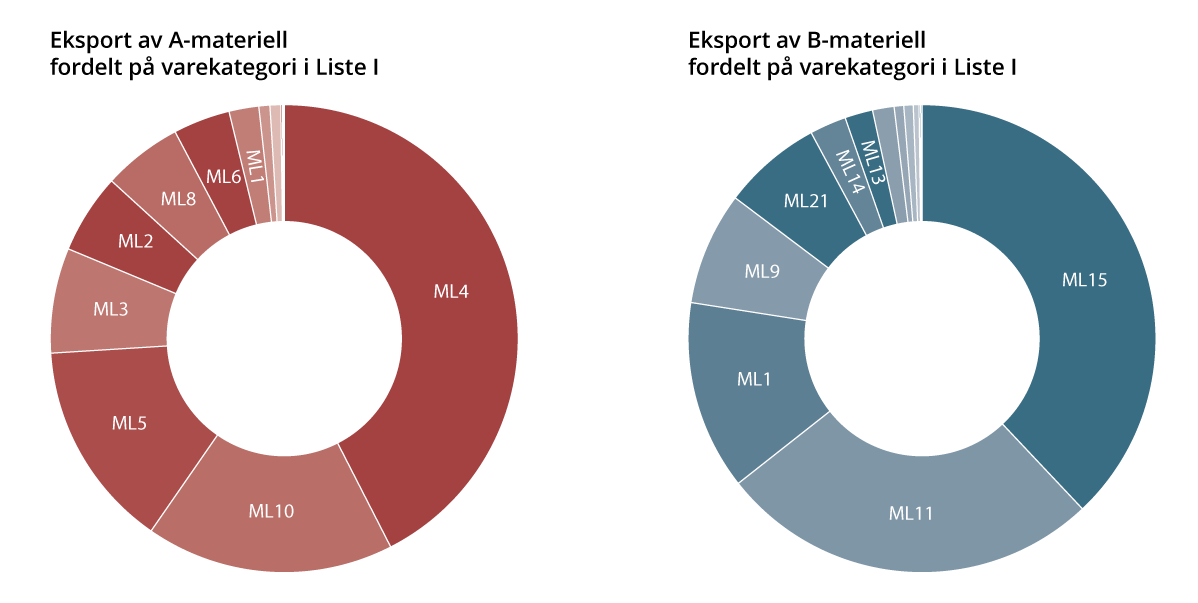 Eksport av A-materiell
fordelt på varekategori i Liste I
ML4
ML10
ML5
ML3
ML2
ML8
ML6
ML1
Eksport av B-materiell
fordelt på varekategori i Liste I
ML15
ML11
ML1
ML9
ML21
ML14
ML13